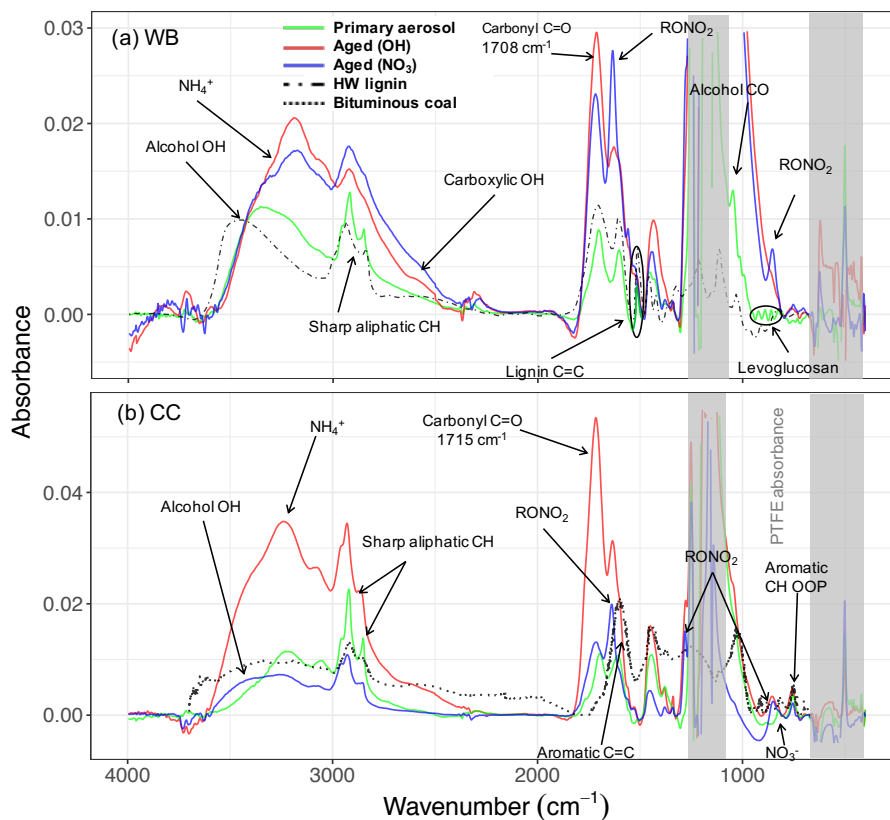 (a) WB
Primary aerosol
Aged (OH)
Aged (NO₃)
HW lignin
Bituminous coal
Carbonyl C=O
1708 cm⁻¹
RONO₂
NH₄⁺
Alcohol OH
Carboxylic OH
Alcohol CO
RONO₂
Sharp aliphatic CH
Lignin C=C
Levoglucosan
0.03
0.02
0.01
0.00
Absorbance
(b) CC
NH₄⁺
Carbonyl C=O
1715 cm⁻¹
Alcohol OH
Sharp aliphatic CH
RONO₂
PTFE absorbance
RONO₂
Aromatic
CH OOP
Aromatic C=C
NO₃⁻
0.04
0.02
0.00
4000
3000
2000
1000
Wavenumber (cm⁻¹)